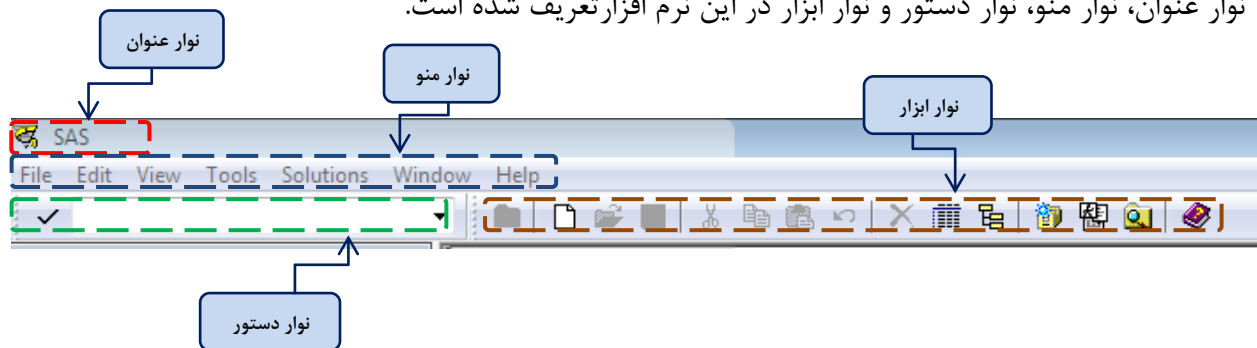 نوار عنوان، نوار منو، نوار دستور و نوار ابزار در این نرم افزارتعریف شده است.
نوار عنوان
نوار منو
نوار ابزار
SAS
File Edit View Tools Solutions Window Help
نوار دستور